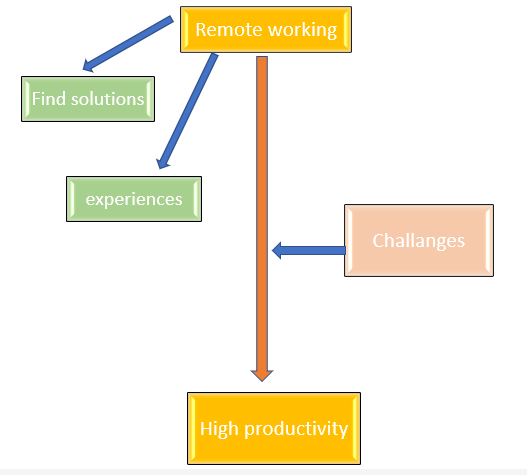 Remote working
Find solutions
experiences
Challanges
High productivity